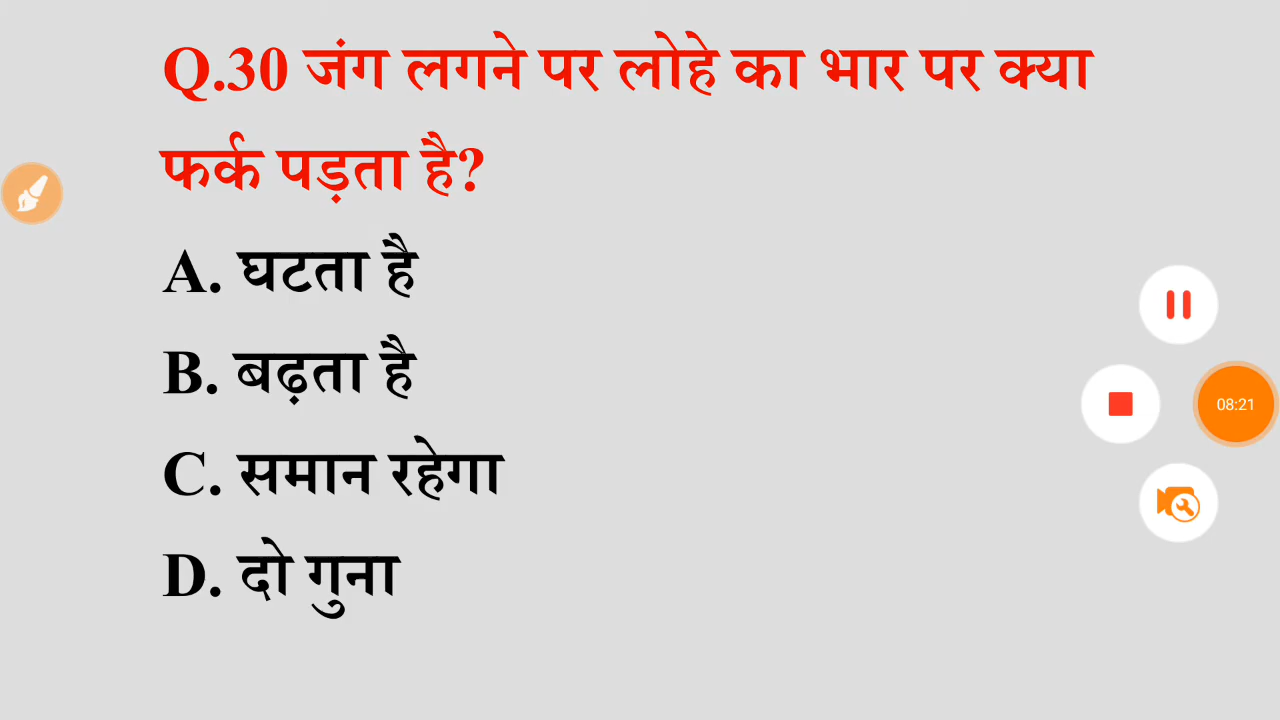 Q.30 जंग लगने पर लोहे का भार पर क्या
फर्क पड़ता है?
A. घटता है
B. बढ़ता है
C. समान रहेगा
D. दो गुना
08:21